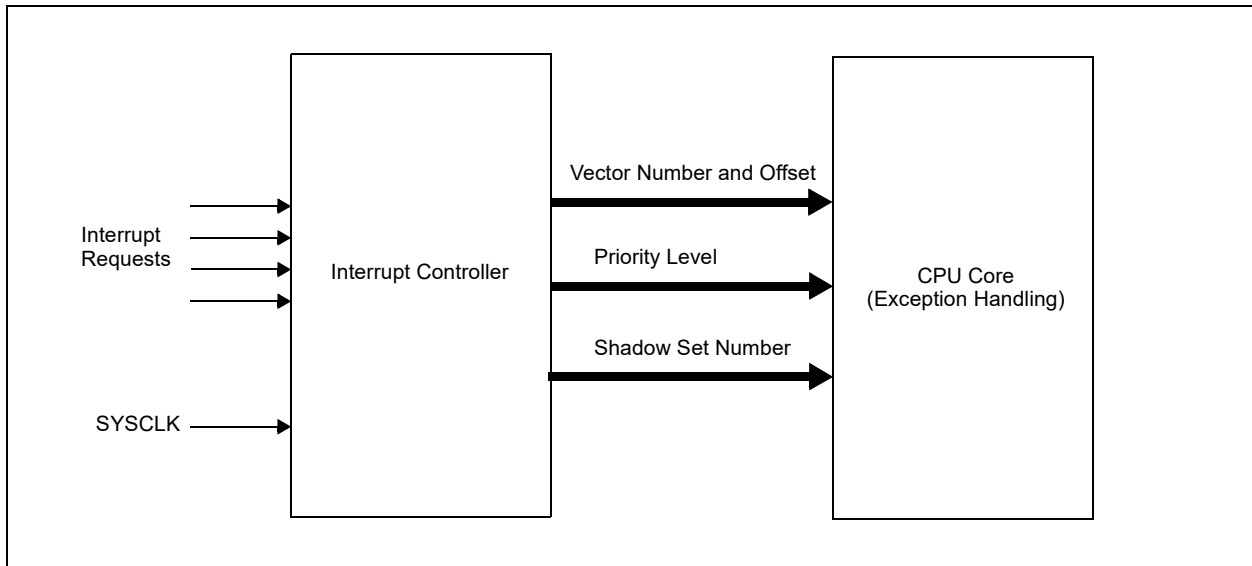 Interrupt
Requests
SYSCLK
Interrupt Controller
Vector Number and Offset
Priority Level
Shadow Set Number
CPU Core
(Exception Handling)